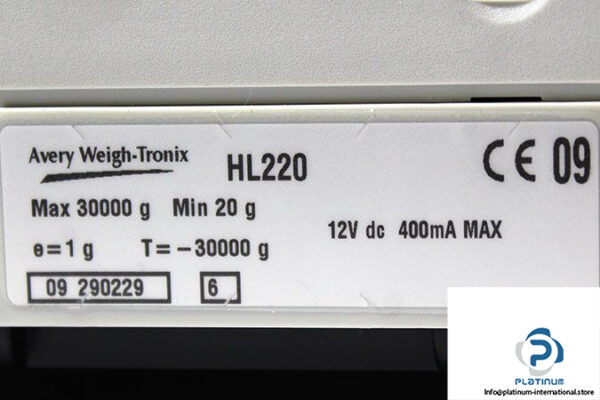 Avery Weigh-Tronix
HL220
CE 09
Max 30000 g Min 20 g
12V dc 400mA MAX
e=1 g T=-30000 g
09 290229 6
PLATINUM
Info@platinum-international.store